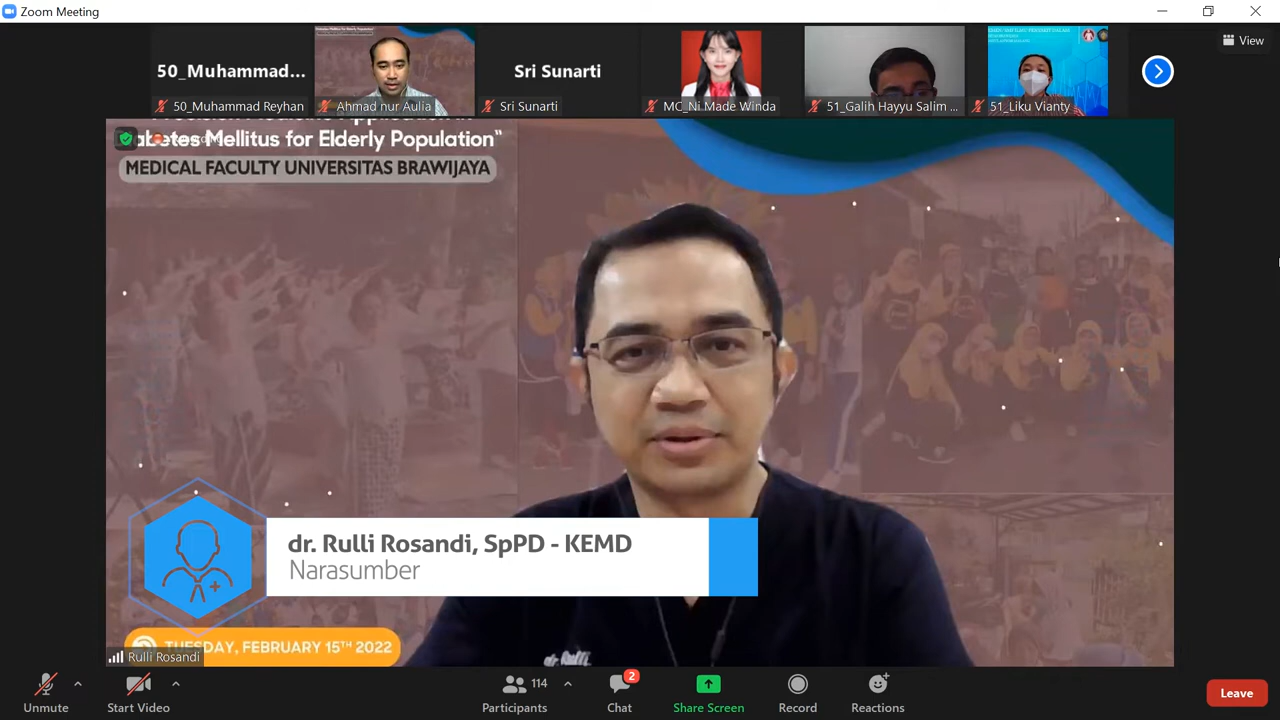 Zoom Meeting
View
50_Muhammad...
50_Muhammad Reyhan
Ahmad nur Aulia
Sri Sunarti
Sri Sunarti
MC_Ni Made Winda
51_Galih Hayyu Salim ...
51_Liku Vianty
Mellitus for Elderly Population"
MEDICAL FACULTY UNIVERSITAS BRAWIJAYA
dr. Rulli Rosandi, SpPD - KEMD
Narasumber
TUESDAY, FEBRUARY 15TH 2022
Rulli Rosandi
Unmute
Start Video
114
Participants
2
Chat
Share Screen
Record
Reactions
Leave